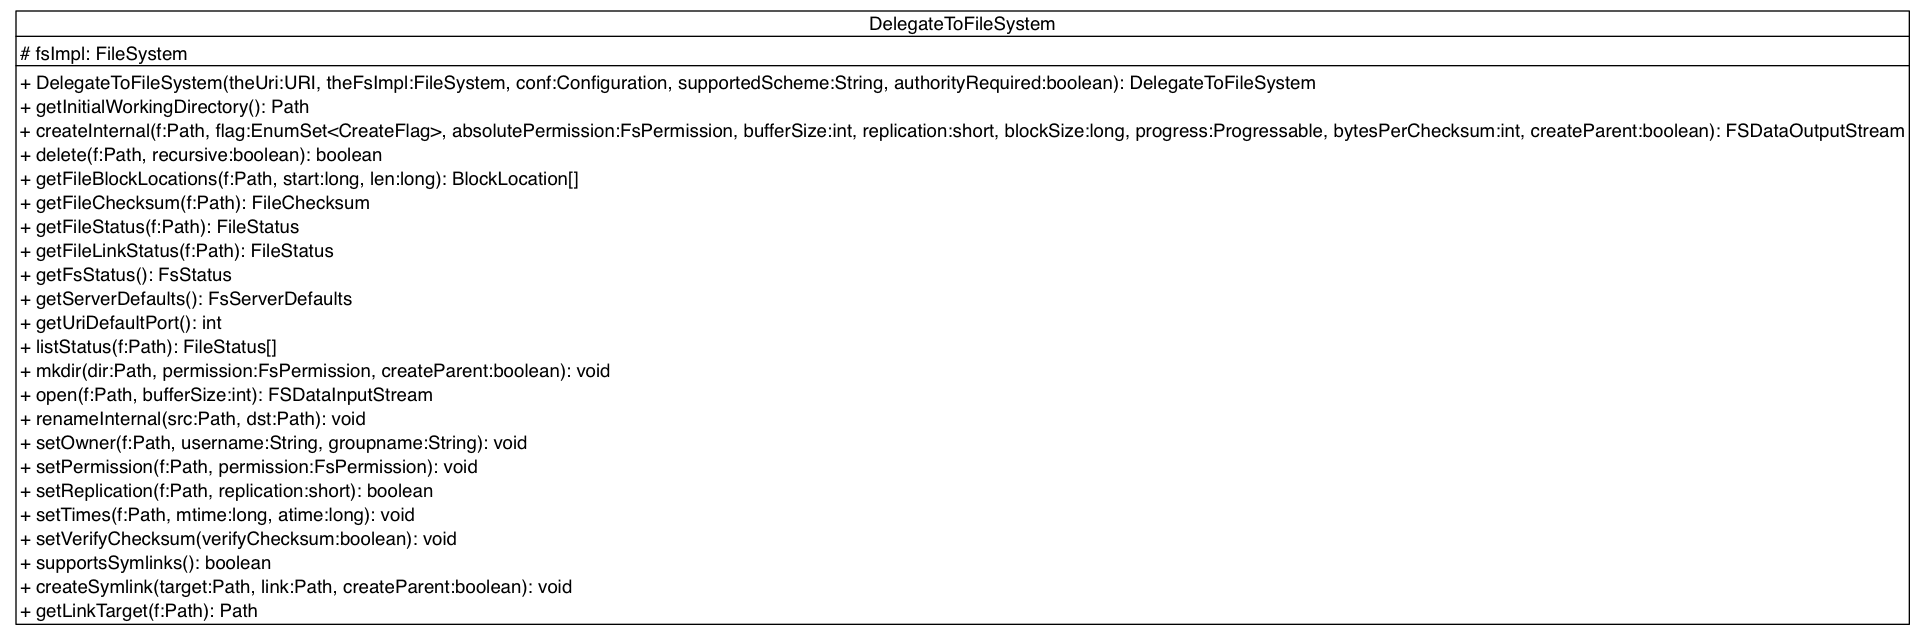 DelegateToFileSystem
# fsImpl: FileSystem
+ DelegateToFileSystem(theUri:URI, theFsImpl:FileSystem, conf:Configuration, supportedScheme:String, authorityRequired:boolean): DelegateToFileSystem
+ getInitialWorkingDirectory(): Path
+ createInternal(f:Path, flag:EnumSet<CreateFlag>, absolutePermission:FsPermission, bufferSize:int, replication:short, blockSize:long, progress:Progressable, bytesPerChecksum:int, createParent:boolean): FSDataOutputStream
+ delete(f:Path, recursive:boolean): boolean
+ getFileBlockLocations(f:Path, start:long, len:long): BlockLocation[]
+ getFileChecksum(f:Path): FileChecksum
+ getFileStatus(f:Path): FileStatus
+ getFileLinkStatus(f:Path): FileStatus
+ getFsStatus(): FsStatus
+ getServerDefaults(): FsServerDefaults
+ getUriDefaultPort(): int
+ listStatus(f:Path): FileStatus[]
+ mkdir(dir:Path, permission:FsPermission, createParent:boolean): void
+ open(f:Path, bufferSize:int): FSDataInputStream
+ renameInternal(src:Path, dst:Path): void
+ setOwner(f:Path, username:String, groupname:String): void
+ setPermission(f:Path, permission:FsPermission): void
+ setReplication(f:Path, replication:short): boolean
+ setTimes(f:Path, mtime:long, atime:long): void
+ setVerifyChecksum(verifyChecksum:boolean): void
+ supportsSymlinks(): boolean
+ createSymlink(target:Path, link:Path, createParent:boolean): void
+ getLinkTarget(f:Path): Path